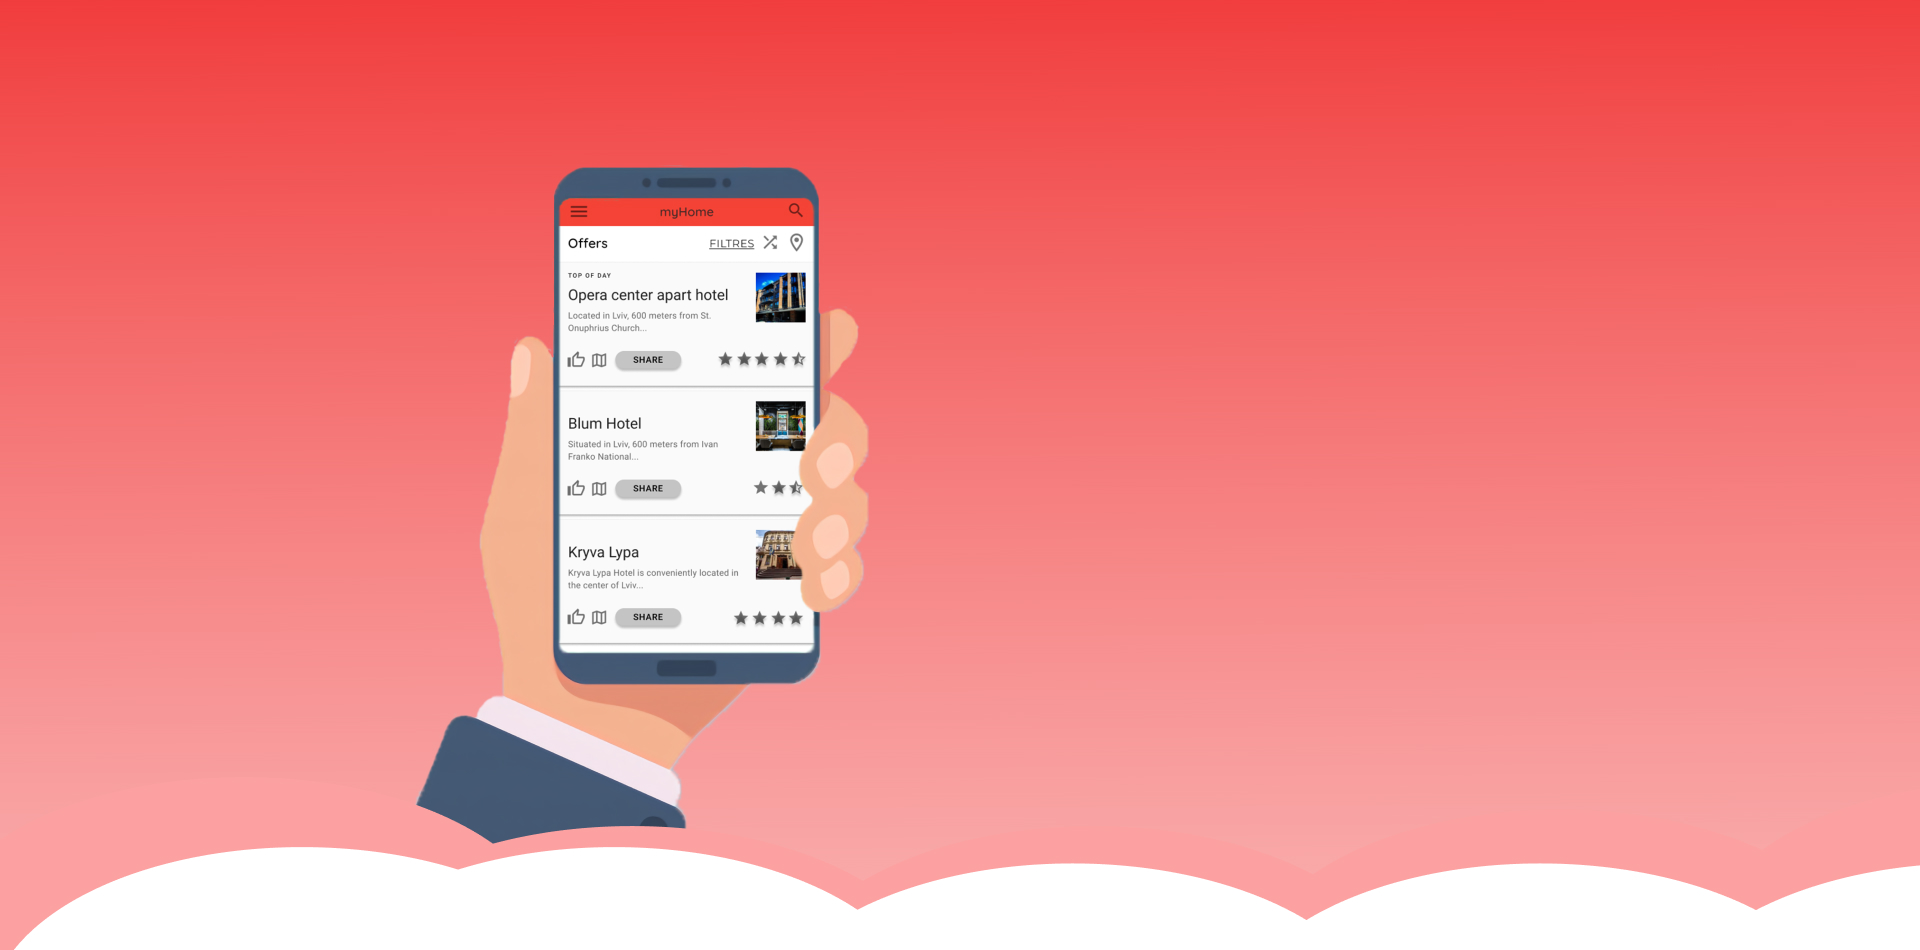 myHome
Offers
FILTRES
TOP OF DAY
Opera center apart hotel
Located in Lviv, 600 meters from St.
Onuphrius Church...
SHARE
Blum Hotel
Situated in Lviv, 600 meters from Ivan
Franko National...
SHARE
Kryva Lypa
Kryva Lypa Hotel is conveniently located in
the center of Lviv...
SHARE